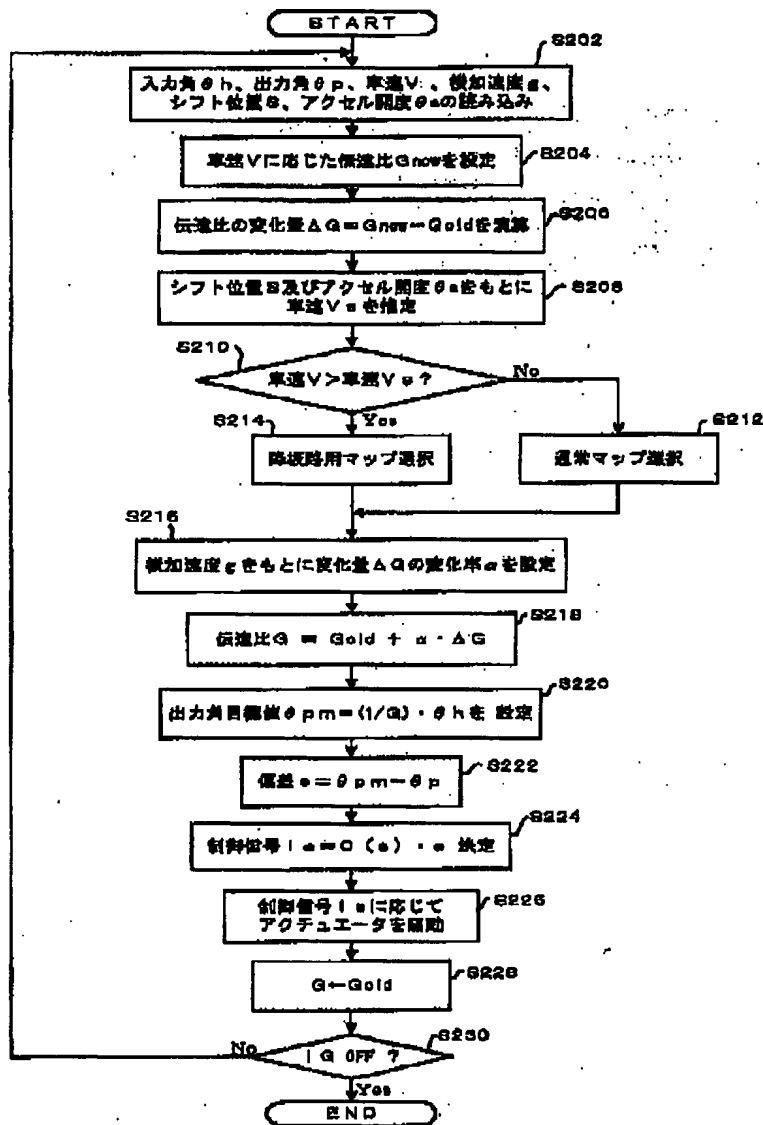 START
S202
入力角θh、出力角θp、車速V、横加速度g、
シフト位置S、アクセル開度θaの読み込み
車速Vに応じた伝達比Gnowを設定
S204
伝達比の変化量ΔG=Gnow-Goldを演算
S206
シフト位置S及びアクセル開度θaをもとに
車速Vsを推定
S208
S210
車速V>車速Vs?
No
Yes
S214
S212
降坂路用マップ選択
通常マップ選択
S216
横加速度gをもとに変化量ΔGの変化率αを設定
S218
伝達比G = Gold + α・ΔG
S220
出力角目標値θpm=(1/G)・θhを 設定
S222
偏差e=θpm-θp
S224
制御信号Is=C(s)・e 決定
S226
制御信号Isに応じて
アクチュエータを駆動
S228
G←Gold
S230
No
IG OFF ?
Yes
END